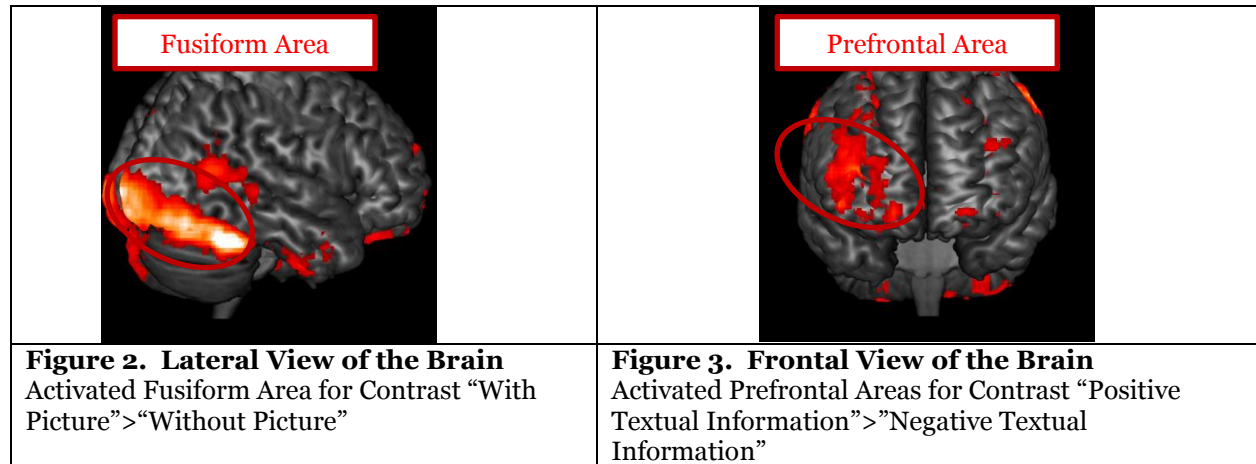 Fusiform Area
Prefrontal Area
Figure 2.  Lateral View of the Brain
Activated Fusiform Area for Contrast “With
Picture”>“Without Picture”
Figure 3.  Frontal View of the Brain
Activated Prefrontal Areas for Contrast “Positive
Textual Information”>”Negative Textual
Information”